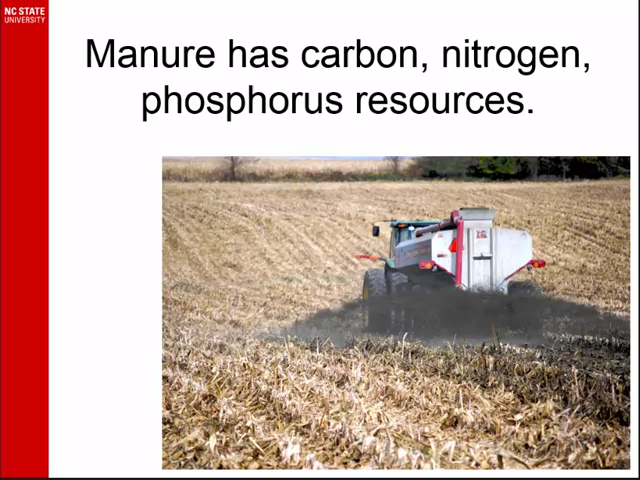 NC STATE
UNIVERSITY
Manure has carbon, nitrogen,
phosphorus resources.